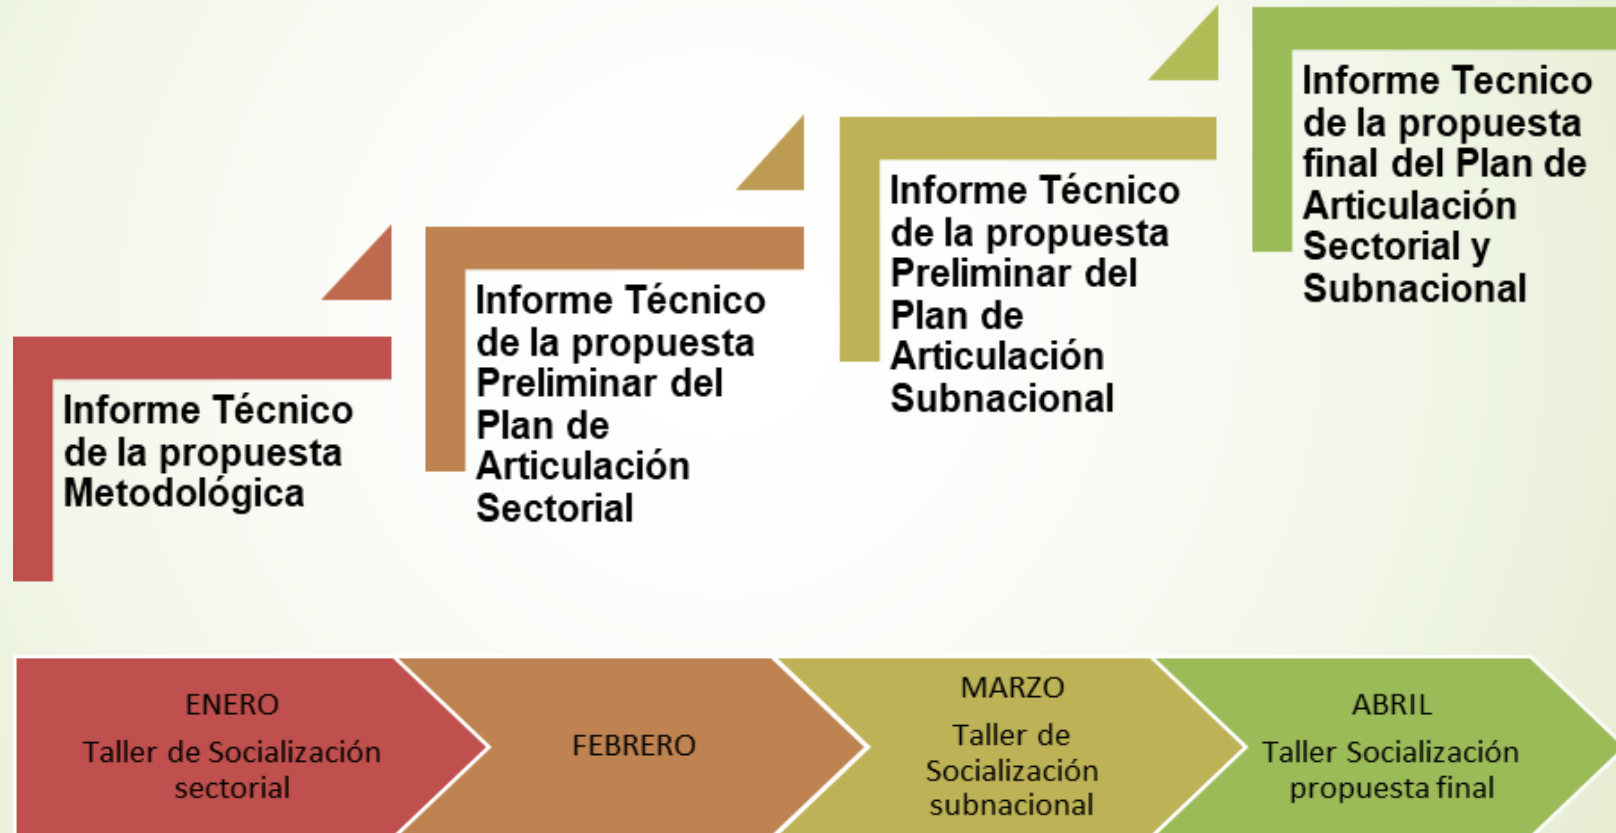 Informe Técnico
de la propuesta
Metodológica
Informe Técnico
de la propuesta
Preliminar del
Plan de
Articulación
Sectorial
Informe Técnico
de la propuesta
Preliminar del
Plan de
Articulación
Subnacional
Informe Tecnico
de la propuesta
final del Plan de
Articulación
Sectorial y
Subnacional
ENERO
Taller de Socialización
sectorial
FEBRERO
MARZO
Taller de
Socialización
subnacional
ABRIL
Taller Socialización
propuesta final